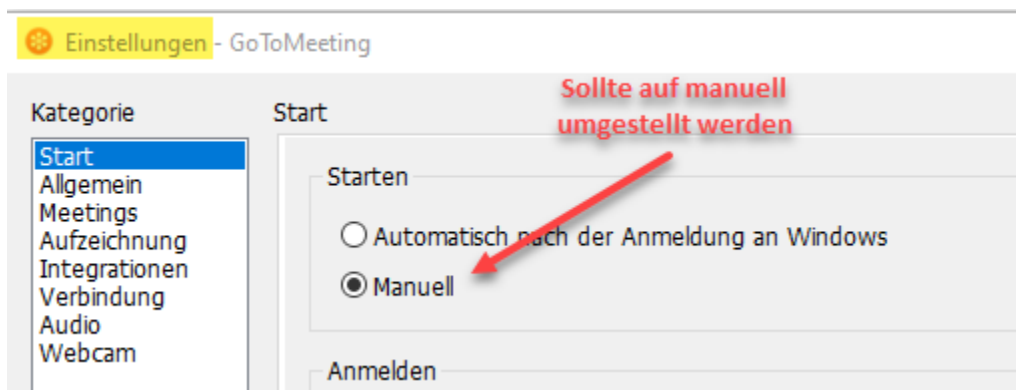 Einstellungen - GoToMeeting
Kategorie
Start
Sollte auf manuell
umgestellt werden
Start
Allgemein
Meetings
Aufzeichnung
Integrationen
Verbindung
Audio
Webcam
Starten
Automatisch nach der Anmeldung an Windows
Manuell
Anmelden